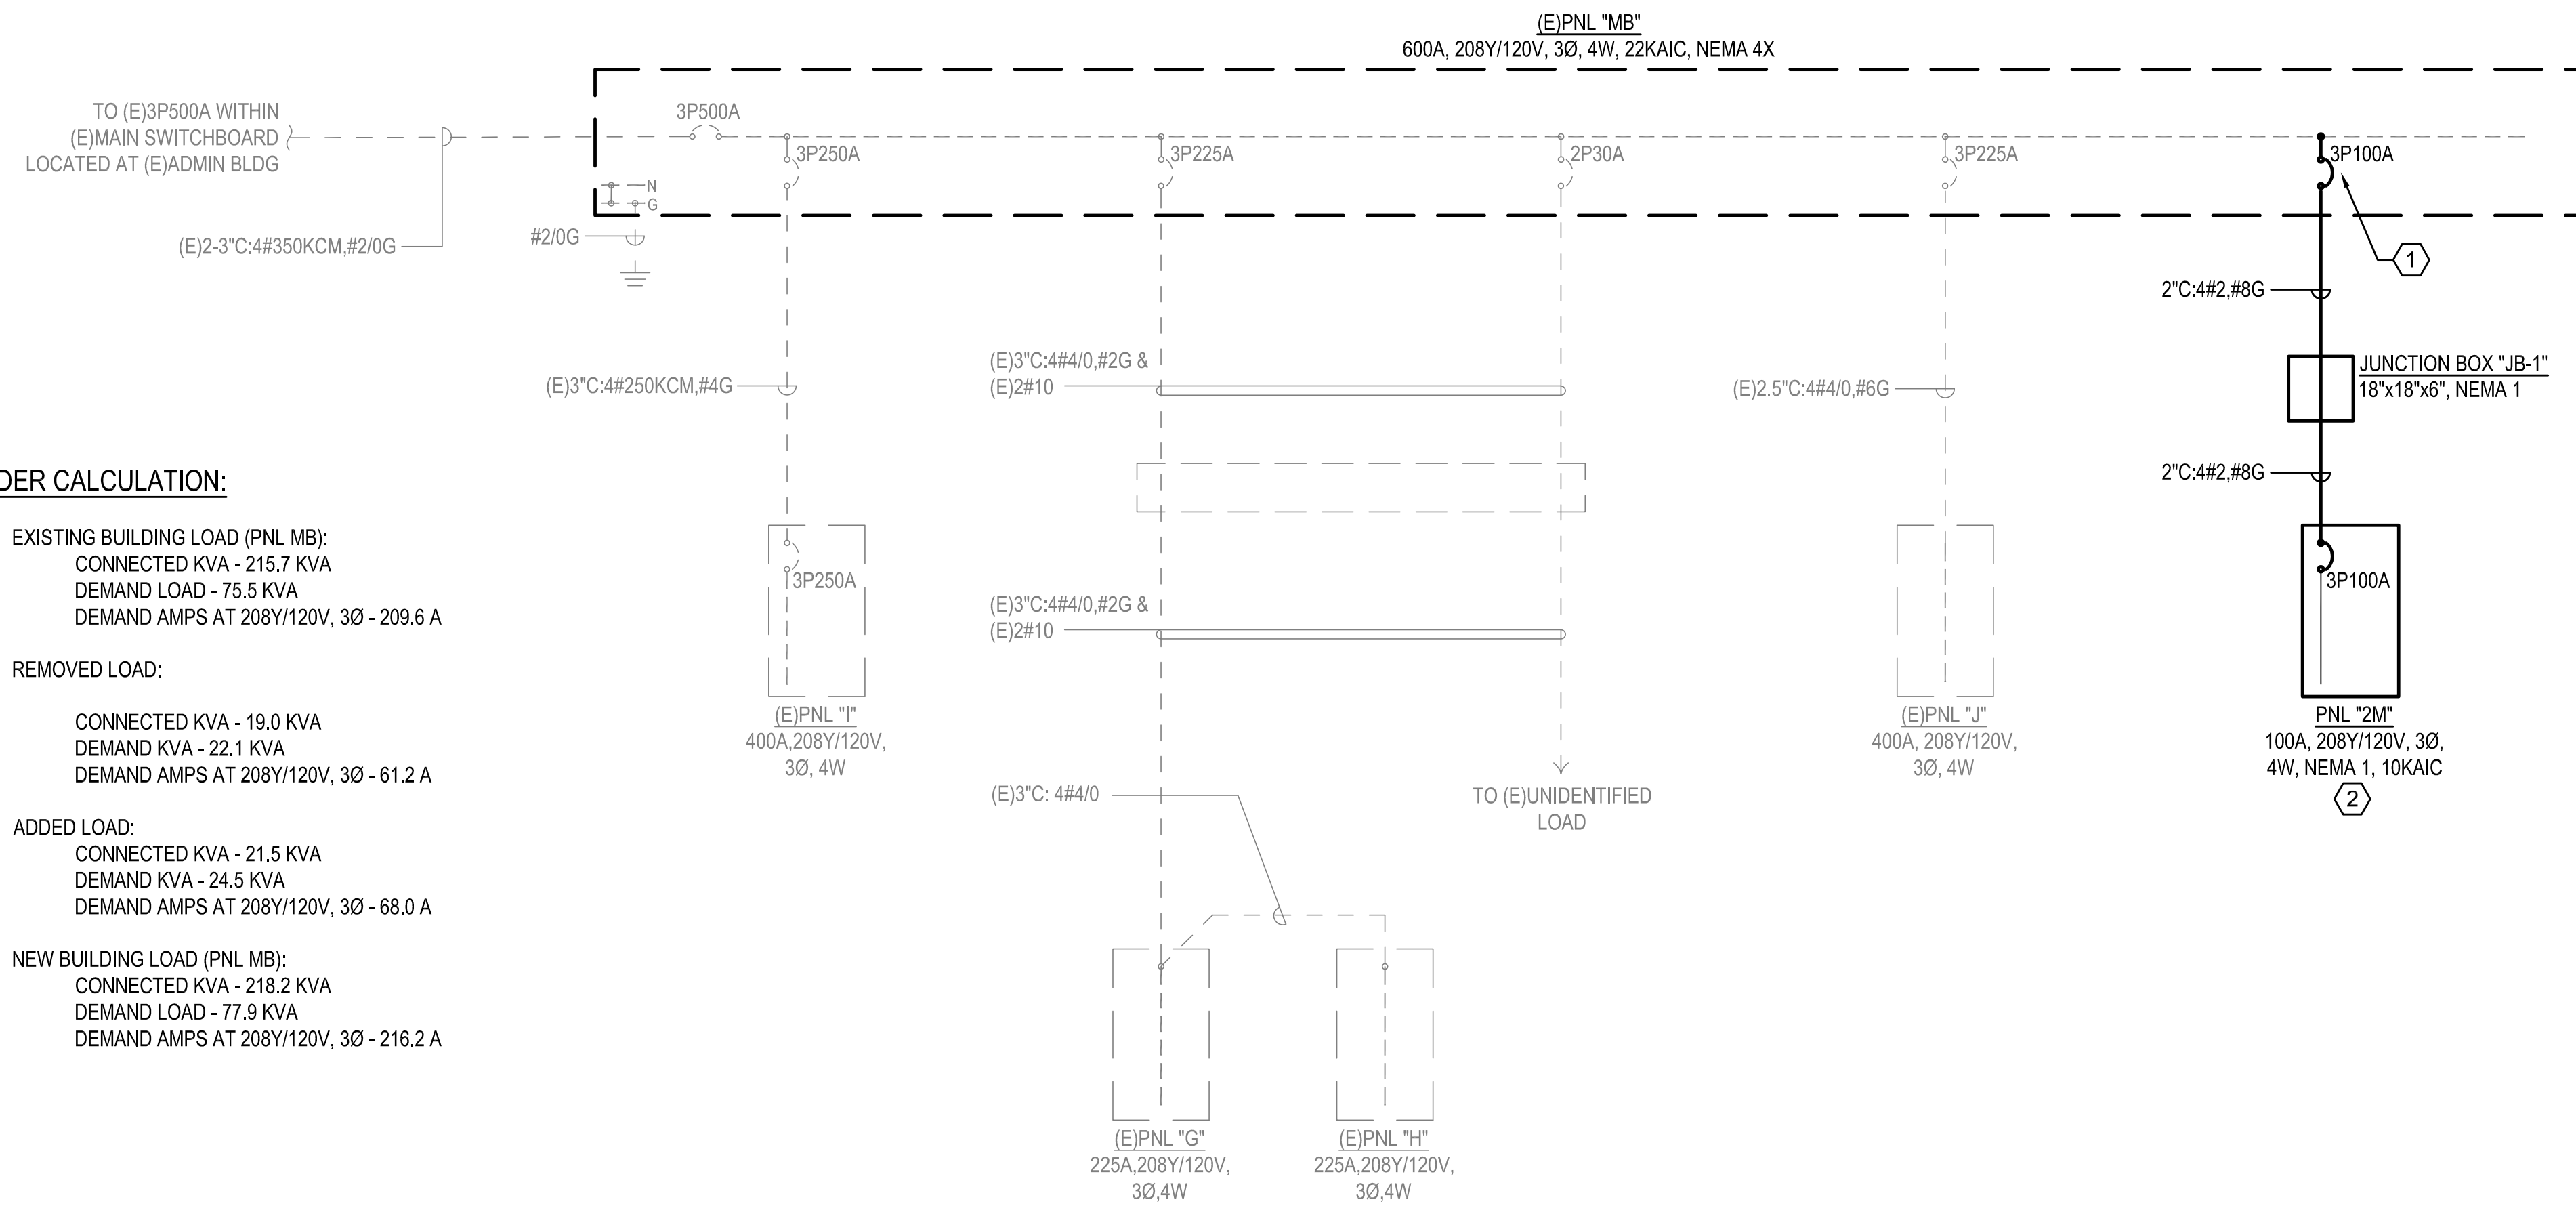 (E)PNL "MB"
600A, 208Y/120V, 3Ø, 4W, 22KAIC, NEMA 4X
TO (E)3P500A WITHIN
(E)MAIN SWITCHBOARD
LOCATED AT (E)ADMIN BLDG
3P500A
3P250A
3P225A
2P30A
3P225A
3P100A
N
G
(E)2-3"C:4#350KCM,#2/0G
#2/0G
1
2"C:4#2,#8G
(E)3"C:4#250KCM,#4G
(E)3"C:4#4/0,#2G &
(E)2#10
(E)2.5"C:4#4/0,#6G
JUNCTION BOX "JB-1"
18"x18"x6", NEMA 1
2"C:4#2,#8G
DER CALCULATION:
EXISTING BUILDING LOAD (PNL MB):
CONNECTED KVA - 215.7 KVA
DEMAND LOAD - 75.5 KVA
DEMAND AMPS AT 208Y/120V, 3Ø - 209.6 A
REMOVED LOAD:
CONNECTED KVA - 19.0 KVA
DEMAND KVA - 22.1 KVA
DEMAND AMPS AT 208Y/120V, 3Ø - 61.2 A
ADDED LOAD:
CONNECTED KVA - 21.5 KVA
DEMAND KVA - 24.5 KVA
DEMAND AMPS AT 208Y/120V, 3Ø - 68.0 A
NEW BUILDING LOAD (PNL MB):
CONNECTED KVA - 218.2 KVA
DEMAND LOAD - 77.9 KVA
DEMAND AMPS AT 208Y/120V, 3Ø - 216.2 A
3P250A
(E)PNL "I"
400A,208Y/120V,
3Ø, 4W
(E)3"C:4#4/0,#2G &
(E)2#10
(E)3"C: 4#4/0
TO (E)UNIDENTIFIED
LOAD
(E)PNL "J"
400A, 208Y/120V,
3Ø, 4W
3P100A
PNL "2M"
100A, 208Y/120V, 3Ø,
4W, NEMA 1, 10KAIC
2
(E)PNL "G"
225A,208Y/120V,
3Ø,4W
(E)PNL "H"
225A,208Y/120V,
3Ø,4W